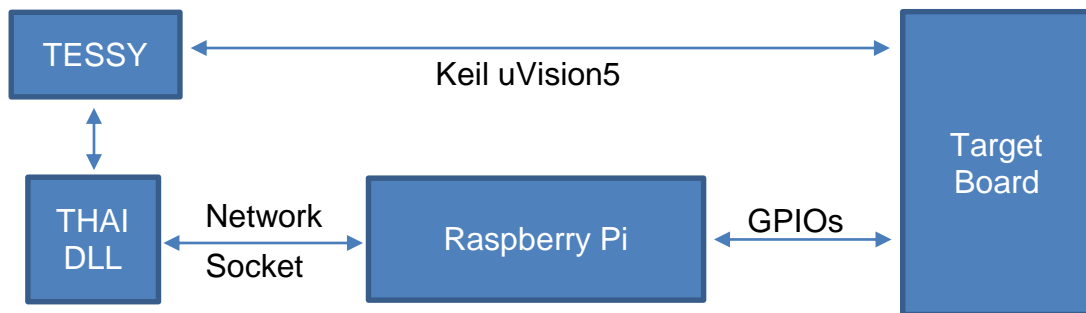 TESSY
Keil uVision5
Target
Board
THAI
DLL
Network
Socket
Raspberry Pi
GPIOs